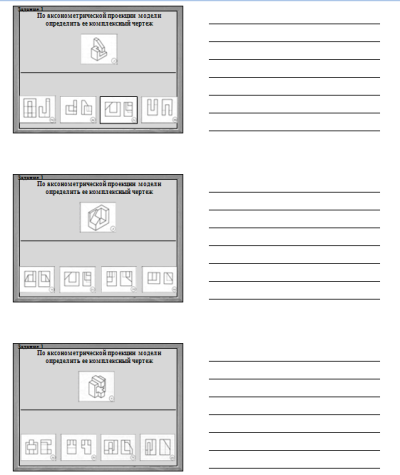 По аксонометрической проекции модели
определить ее комплексный чертеж
По аксонометрической проекции модели
определить ее комплексный чертеж
По аксонометрической проекции модели
определить ее комплексный чертеж